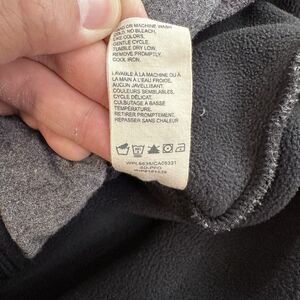 HAND OR MACHINE WASH
COLD, NO BLEACH,
LIKE COLORS,
GENTLE CYCLE,
TUMBLE DRY LOW,
REMOVE PROMPTLY,
COOL IRON.
LAVABLE À LA MACHINE OU À
LA MAIN À L'EAU FROIDE,
AUCUN JAVELLISANT,
COULEURS SEMBLABLES,
CYCLE DÉLICAT,
CULBUTAGE A BASSE
TEMPÉRATURE,
RETIRER PROMPTEMENT,
REPASSER SANS CHALEUR